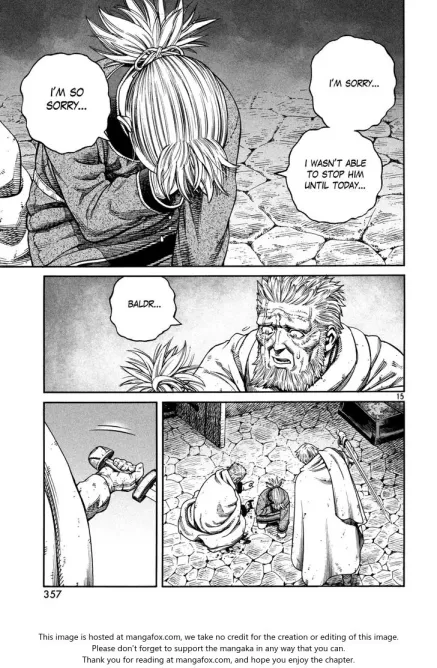 I'M SORRY...
I WASN'T ABLE
TO STOP HIM
UNTIL TODAY...
I'M SO
SORRY...
BALDR...
15
357
This image is hosted at mangafox.com, we take no credit for the creation or editing of this image.
Please don't forget to support the mangaka in any way that you can.
Thank you for reading at mangafox.com, and hope you enjoy the chapter.